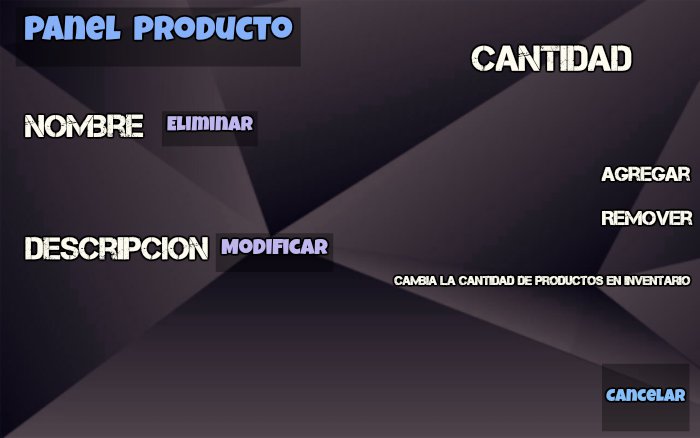 Panel Producto
CANTIDAD
NOMBRE
Eliminar
AGREGAR
REMOVER
DESCRIPCION
Modificar
CAMBIA LA CANTIDAD DE PRODUCTOS EN INVENTARIO
Cancelar